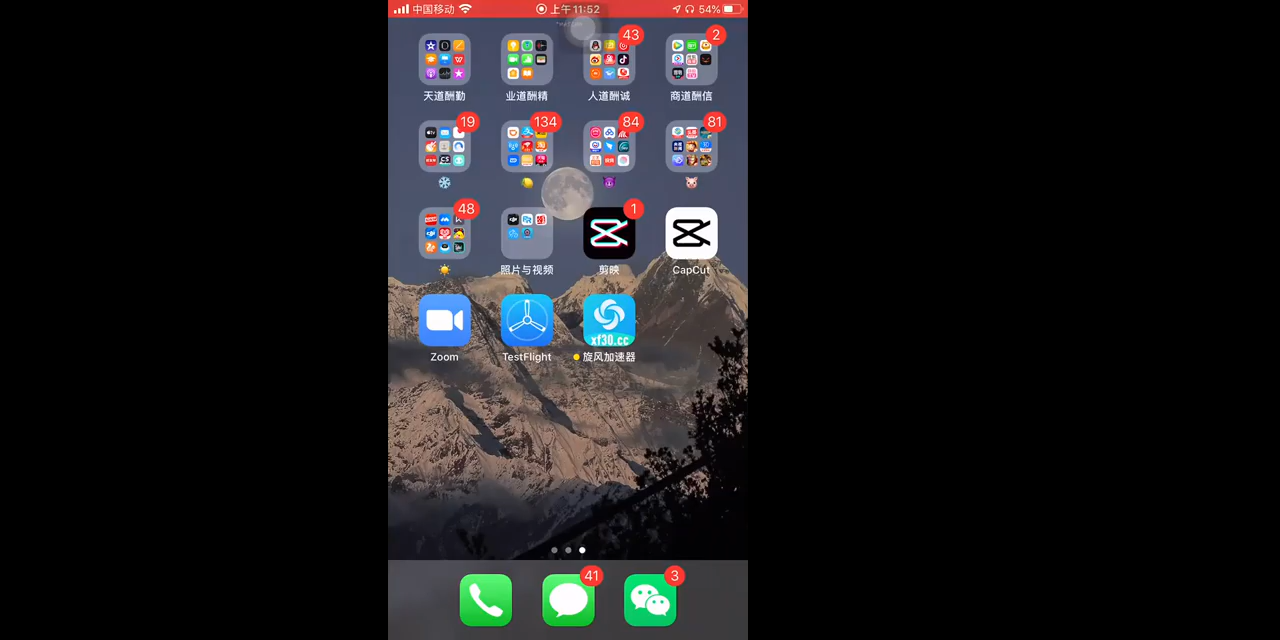 中国移动
上午11:52
54%
43
2
天道酬勤
业道酬精
人道酬诚
商道酬信
19
134
84
81
48
1
照片与视频
剪映
CapCut
xf30.cc
Zoom
TestFlight
旋风加速器
41
3